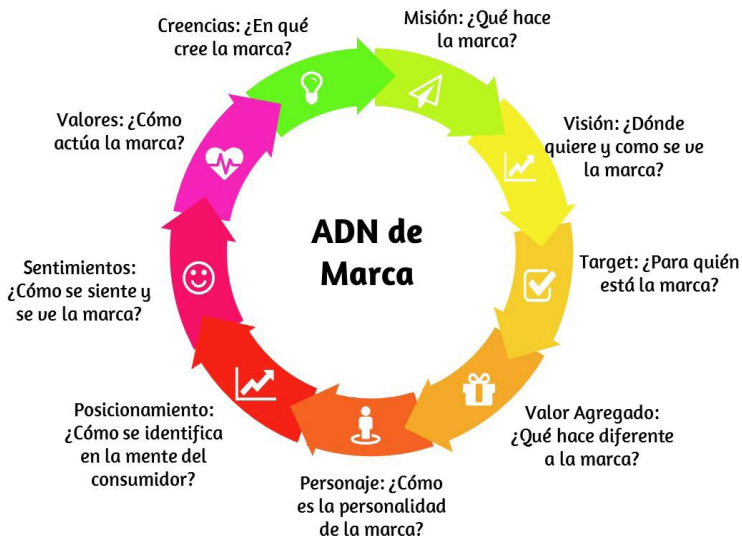 ADN de
Marca
Misión: ¿Qué hace
la marca?
Visión: ¿Dónde
quiere y como se ve
la marca?
Target: ¿Para quién
está la marca?
Valor Agregado:
¿Qué hace diferente
a la marca?
Personaje: ¿Cómo
es la personalidad
de la marca?
Posicionamiento:
¿Cómo se identifica
en la mente del
consumidor?
Sentimientos:
¿Cómo se siente y
se ve la marca?
Valores: ¿Cómo
actúa la marca?
Creencias: ¿En qué
cree la marca?